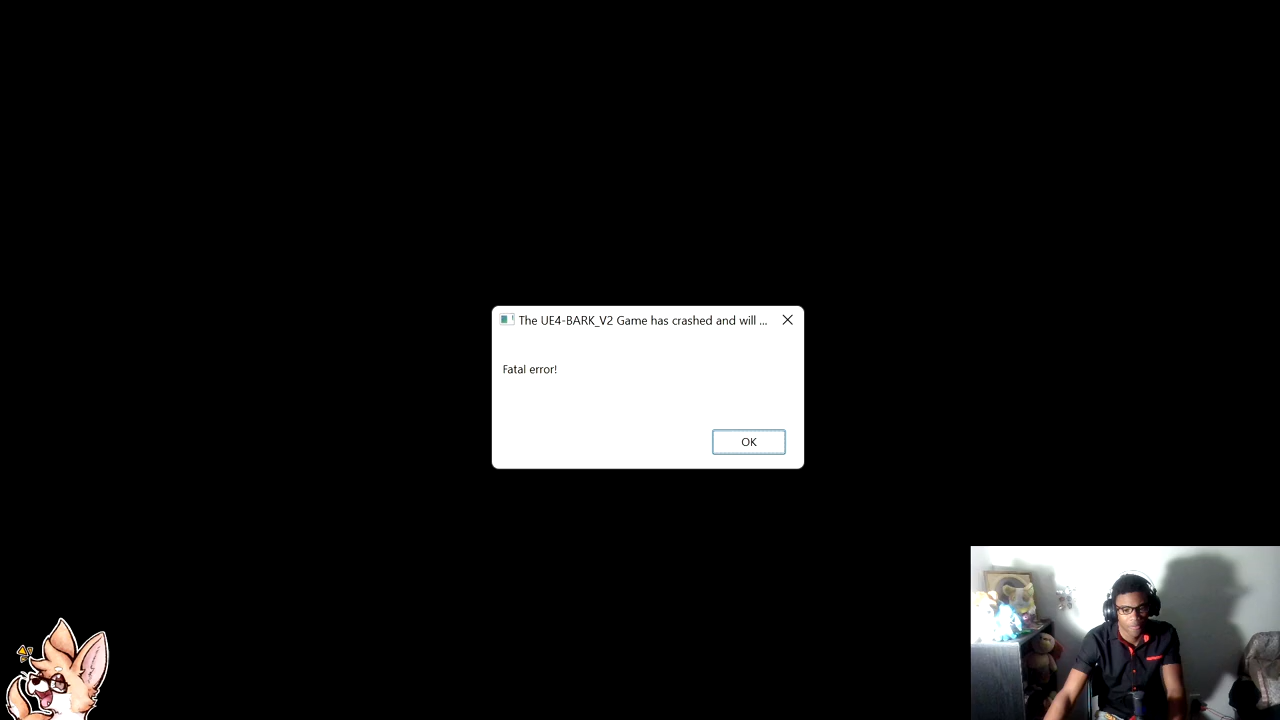 The UE4-BARK_V2 Game has crashed and will ...
Fatal error!
OK